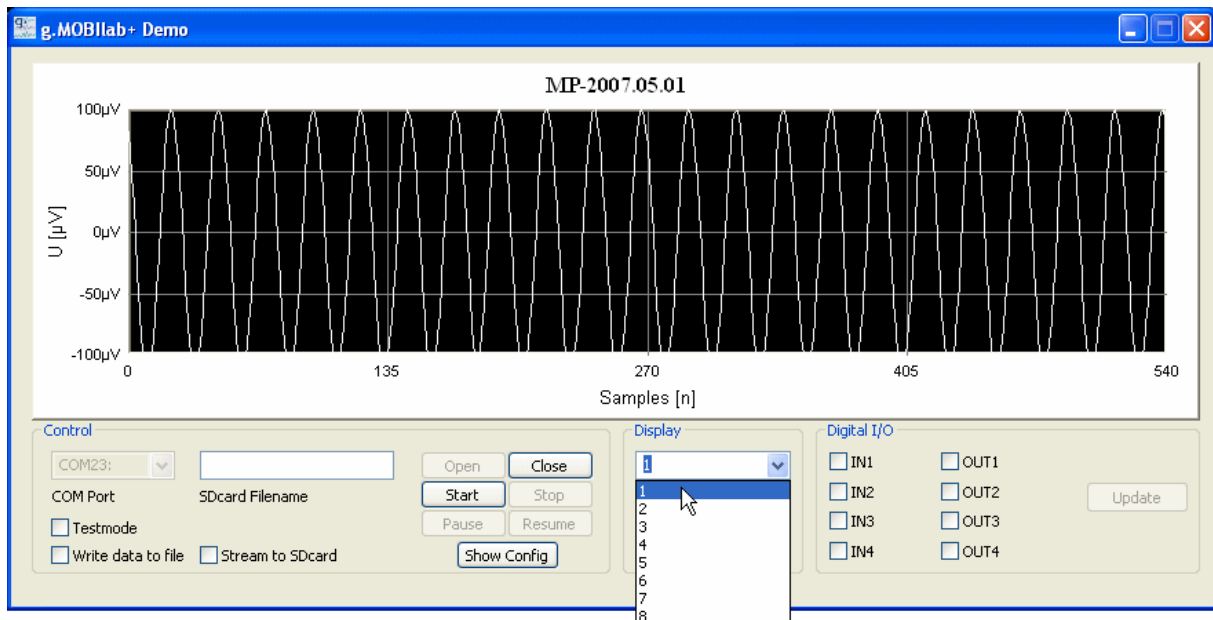 g.MOBIlab+ Demo
MP-2007.05.01
100µV
50µV
0µV
-50µV
-100µV
U [µV]
0 135 270 405 540
Samples [n]
Control
COM23:
Open Close
COM Port SDcard Filename
Start Stop
Testmode
Pause Resume
Write data to file Stream to SDcard
Show Config
Display
1
1
2
3
4
5
6
7
8
Digital I/O
IN1 OUT1
IN2 OUT2
Update
IN3 OUT3
IN4 OUT4